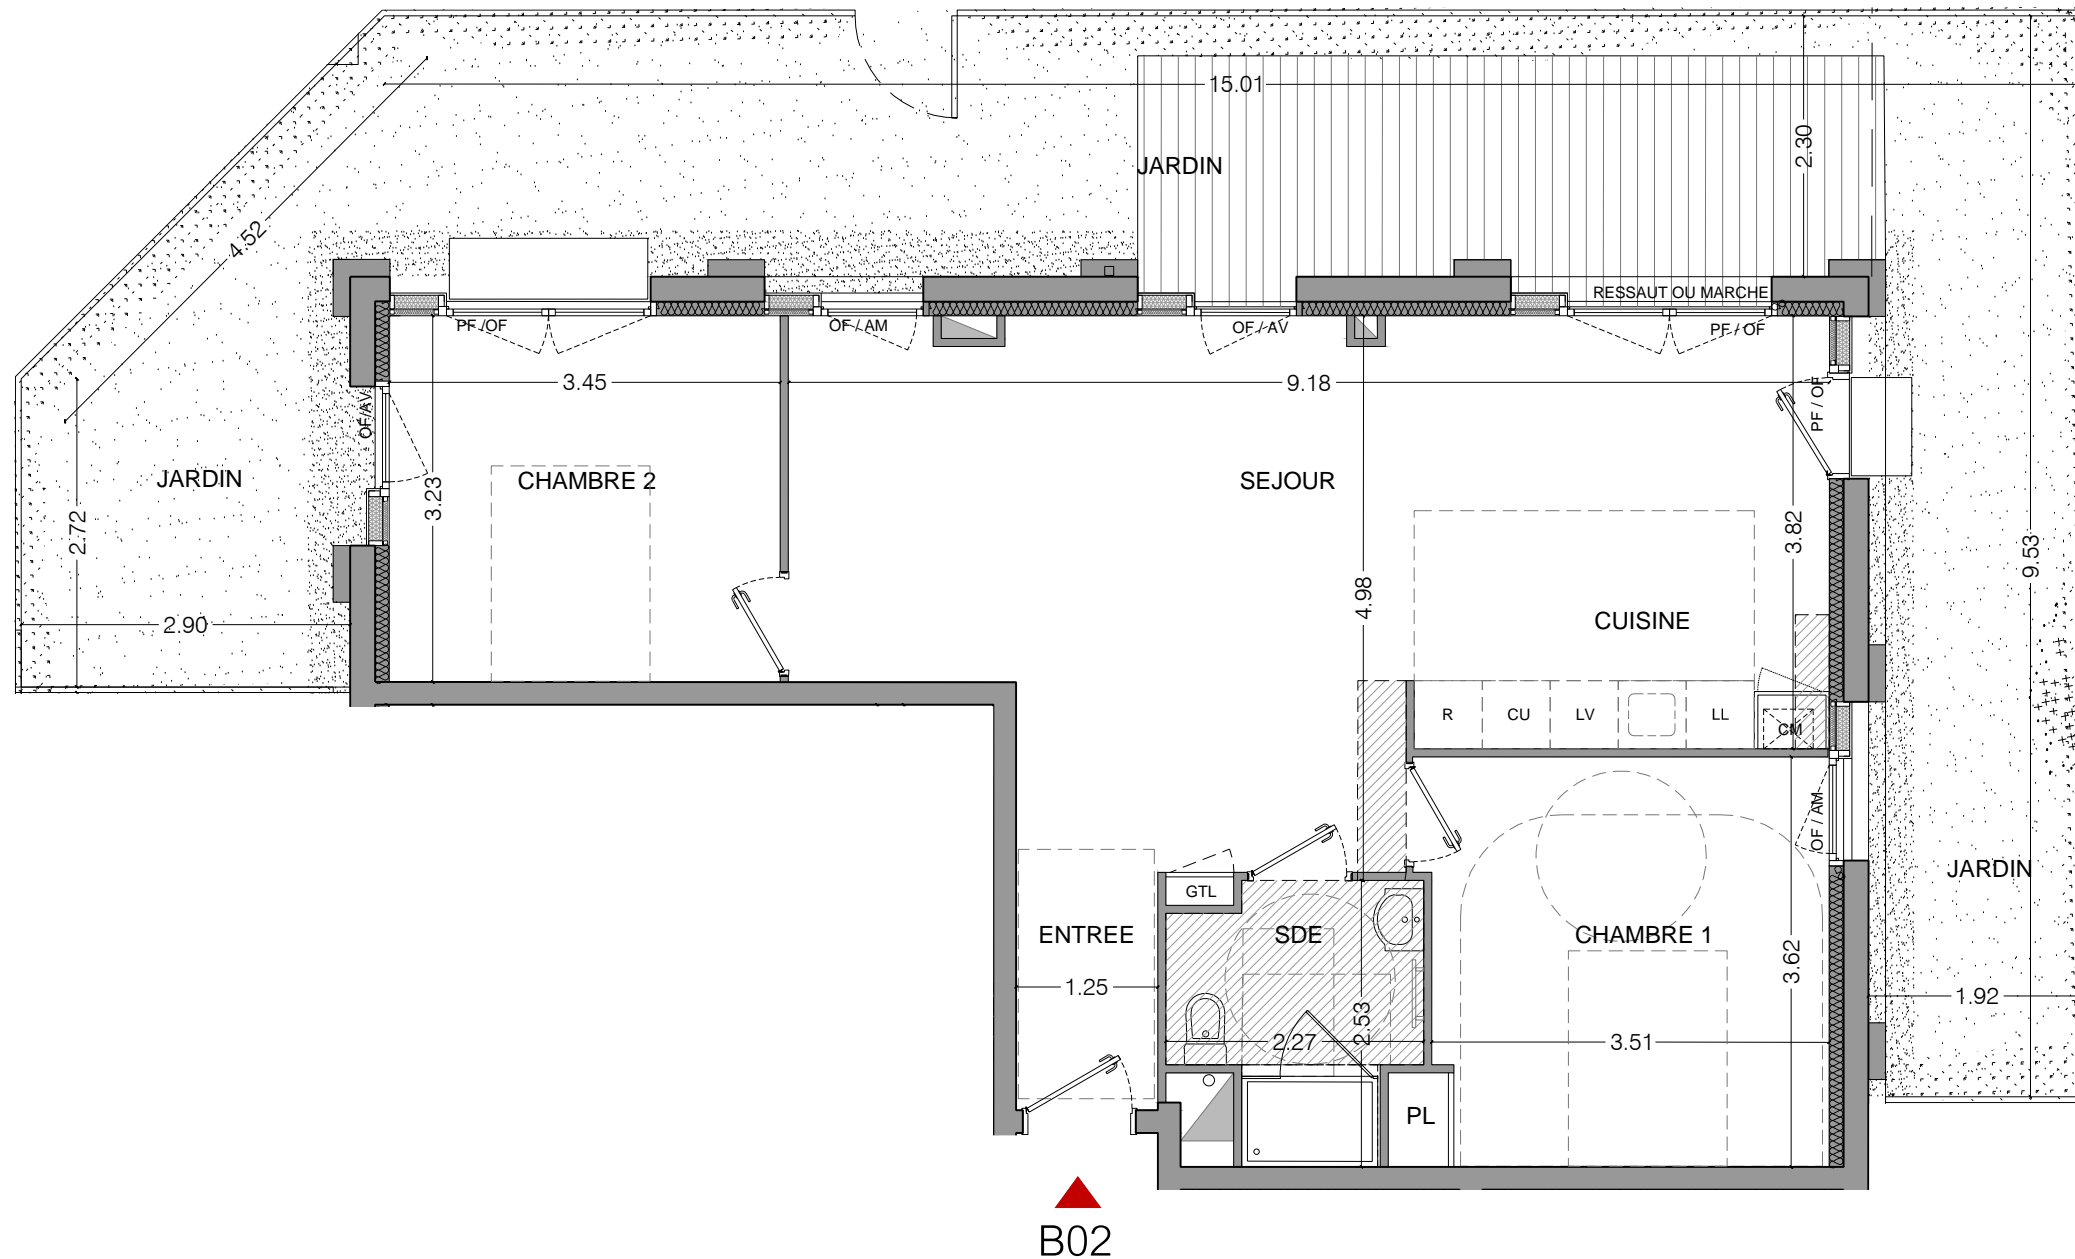 15.01
2.30
JARDIN
4.52
RESSAUT OU MARCHE
PF /OF
OF / AM
OF / AV
PF / OF
3.45
9.18
OF/AV
PF / OF
JARDIN
CHAMBRE 2
SEJOUR
3.23
2.72
3.82
9.53
4.98
2.90
CUISINE
R
CU
LV
LL
CM
OF / AM
JARDIN
GTL
ENTREE
SDE
CHAMBRE 1
3.62
1.25
1.92
2.53
2.27
3.51
PL
B02